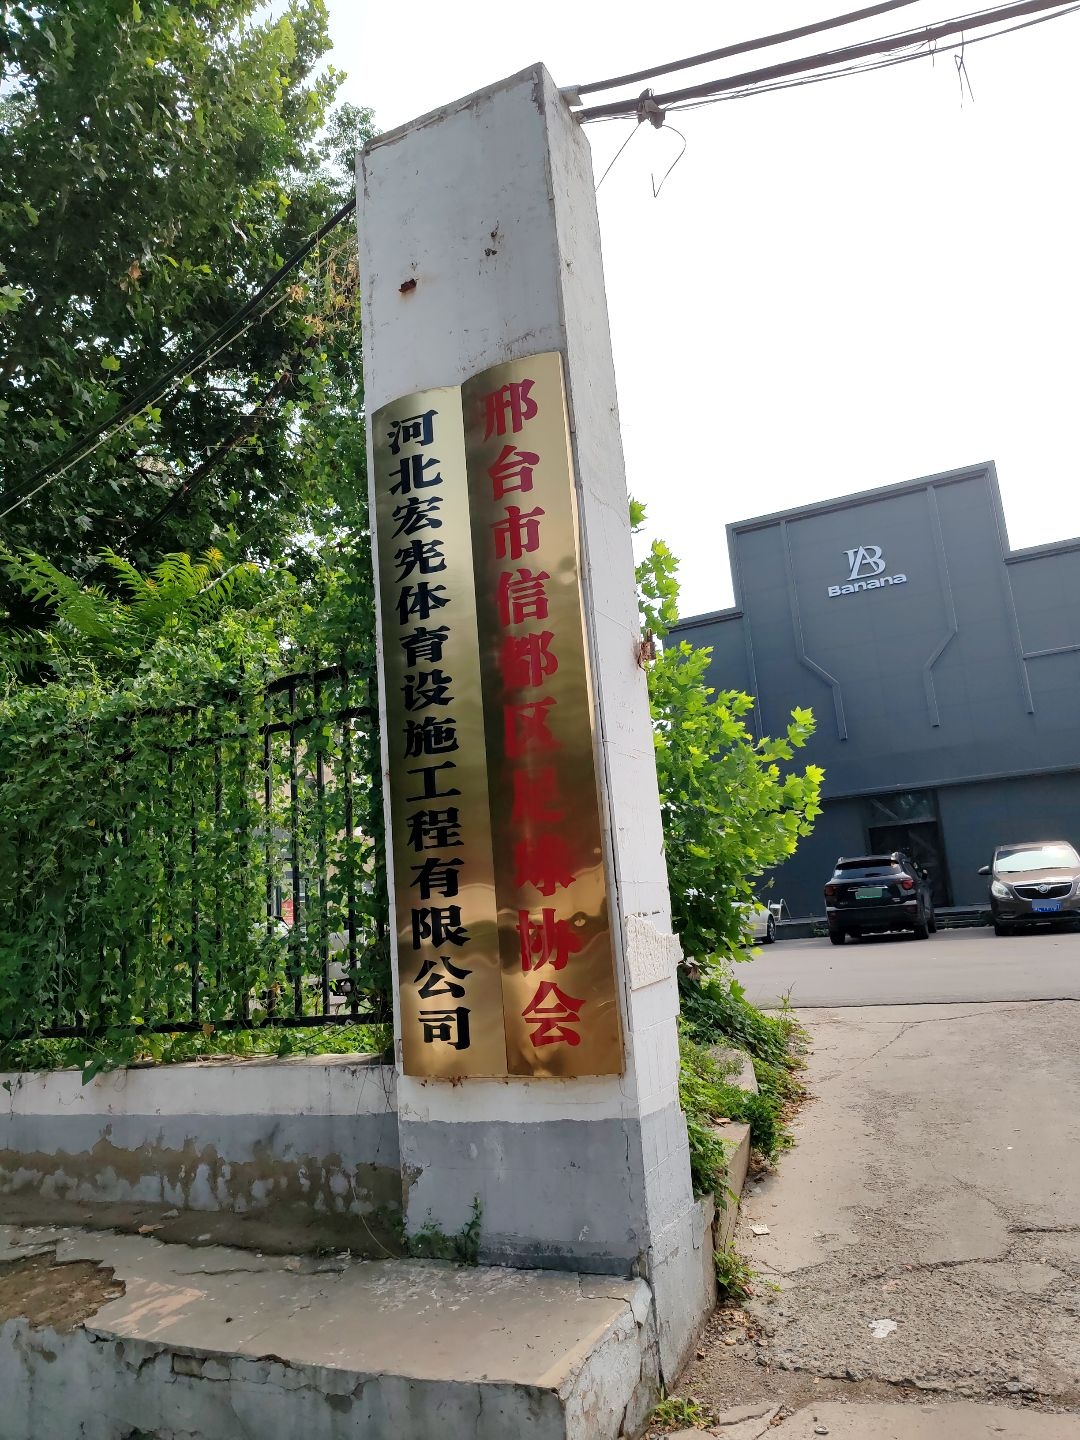 邢台市信都区足球协会
河北宏宪体育设施工程有限公司
Banana